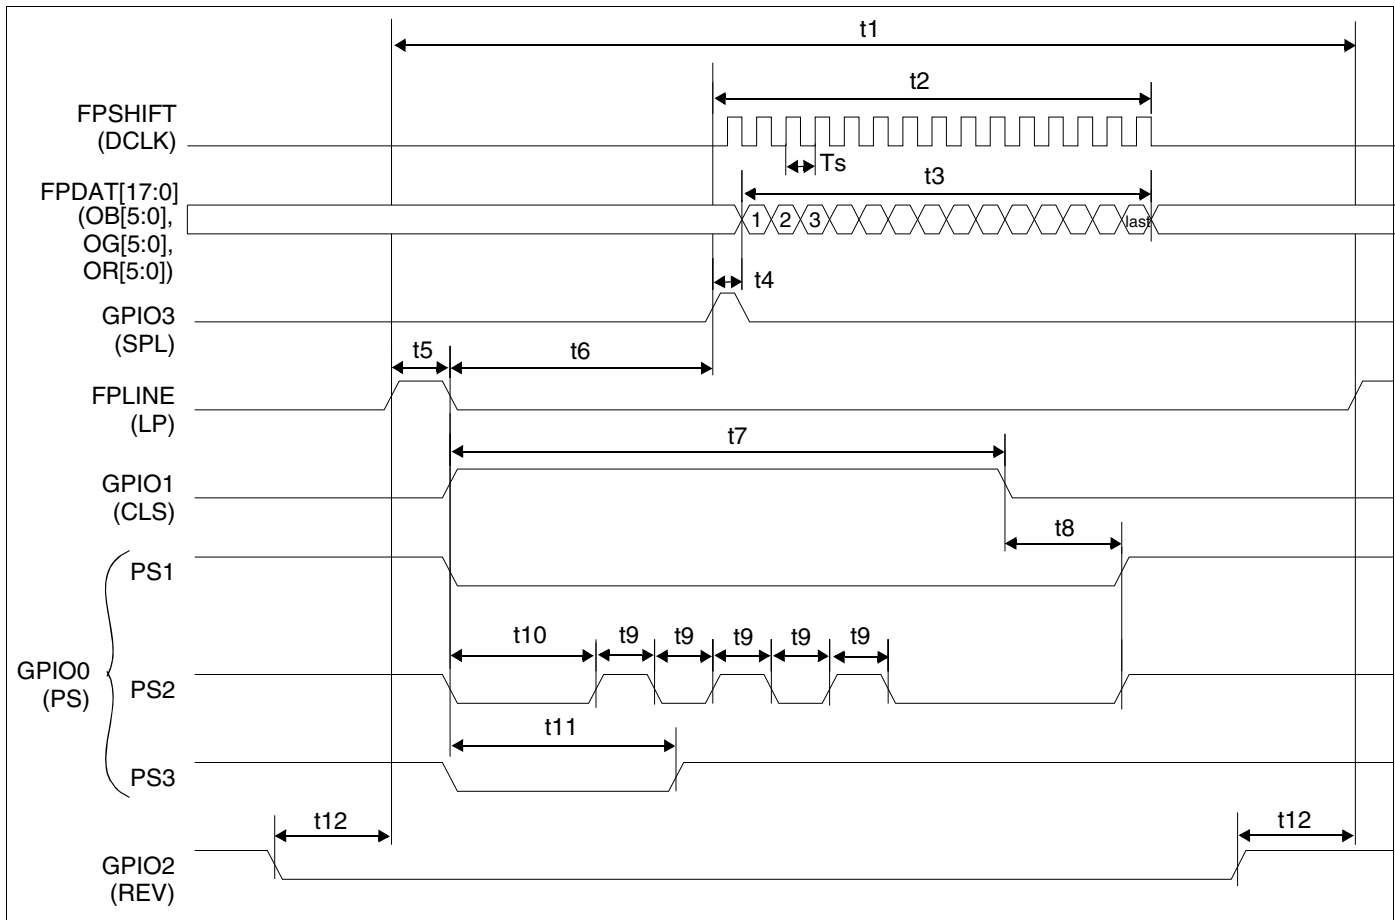 t1
t2
FPSHIFT
(DCLK)
Ts
t3
FPDAT[17:0]
(OB[5:0],
OG[5:0],
OR[5:0])
1 2 3 last
t4
GPIO3
(SPL)
t5 t6
FPLINE
(LP)
t7
GPIO1
(CLS)
t8
PS1
t10 t9 t9 t9 t9 t9
GPIO0
(PS)
PS2
t11
PS3
t12 t12
GPIO2
(REV)